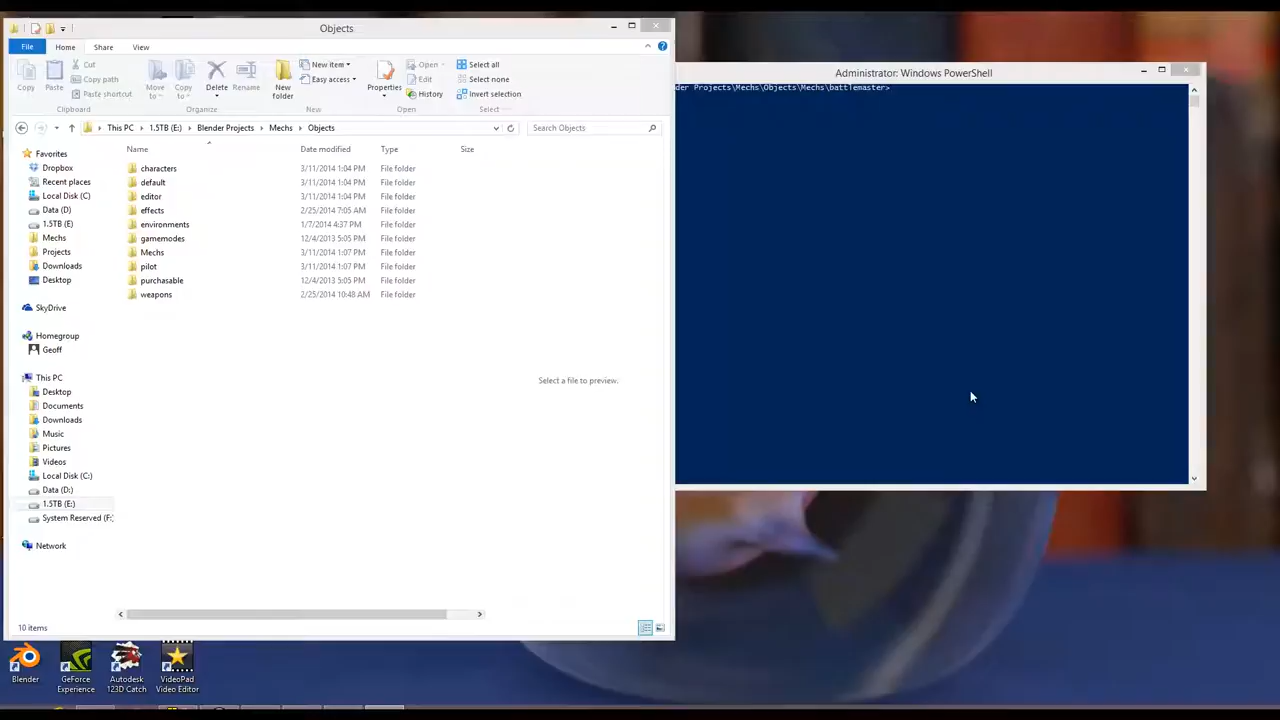 Objects
File Home Share View
Cut
Copy path
Paste shortcut
Copy Paste
Clipboard
Move to Copy to Delete Rename
Organize
New folder
New item
Easy access
New
Properties
Open
Edit
History
Open
Select all
Select none
Invert selection
Select
This PC 1.5TB (E:) Blender Projects Mechs Objects
Search Objects
Name Date modified Type Size
characters 3/11/2014 1:04 PM File folder
default 3/11/2014 1:04 PM File folder
editor 3/11/2014 1:04 PM File folder
effects 2/25/2014 7:05 AM File folder
environments 1/7/2014 4:37 PM File folder
gamemodes 12/4/2013 5:05 PM File folder
Mechs 3/11/2014 1:07 PM File folder
pilot 3/11/2014 1:07 PM File folder
purchasable 12/4/2013 5:05 PM File folder
weapons 2/25/2014 10:48 AM File folder
Favorites
Dropbox
Recent places
Local Disk (C)
Data (D)
1.5TB (E)
Mechs
Projects
Downloads
Desktop
SkyDrive
Homegroup
Geoff
This PC
Desktop
Documents
Downloads
Music
Pictures
Videos
Local Disk (C:)
Data (D:)
1.5TB (E:)
System Reserved (F:
Network
Select a file to preview.
10 items
Administrator: Windows PowerShell
der Projects\Mechs\Objects\Mechs\battlemaster>
Blender
GeForce Experience
Autodesk 123D Catch
VideoPad Video Editor